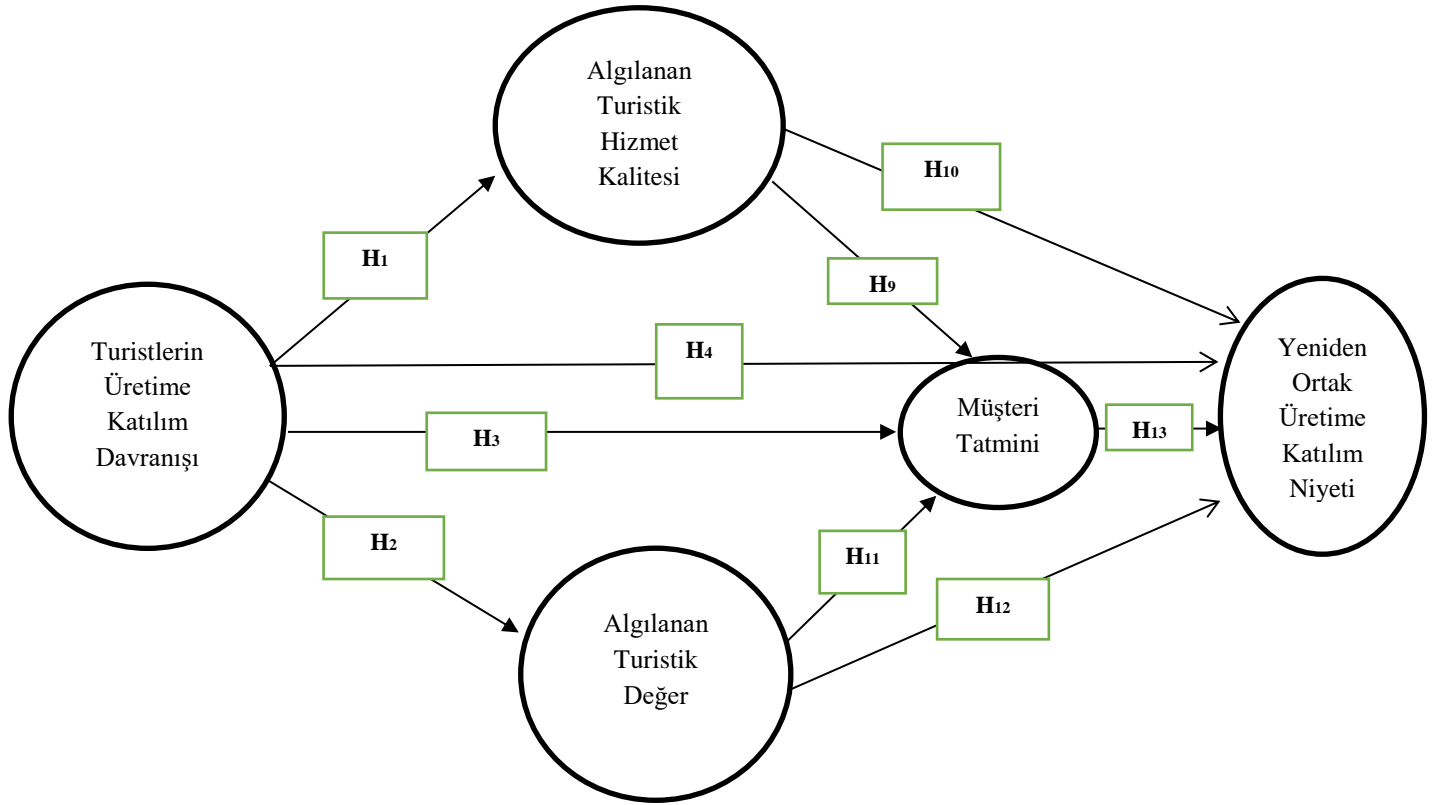 Algılanan
Turistik
Hizmet
Kalitesi
H10
H1
H9
Turistlerin
Üretime
Katılım
Davranışı
H4
Yeniden
Ortak
Üretime
Katılım
Niyeti
Müşteri
Tatmini
H3
H13
H2
H11
H12
Algılanan
Turistik
Değer